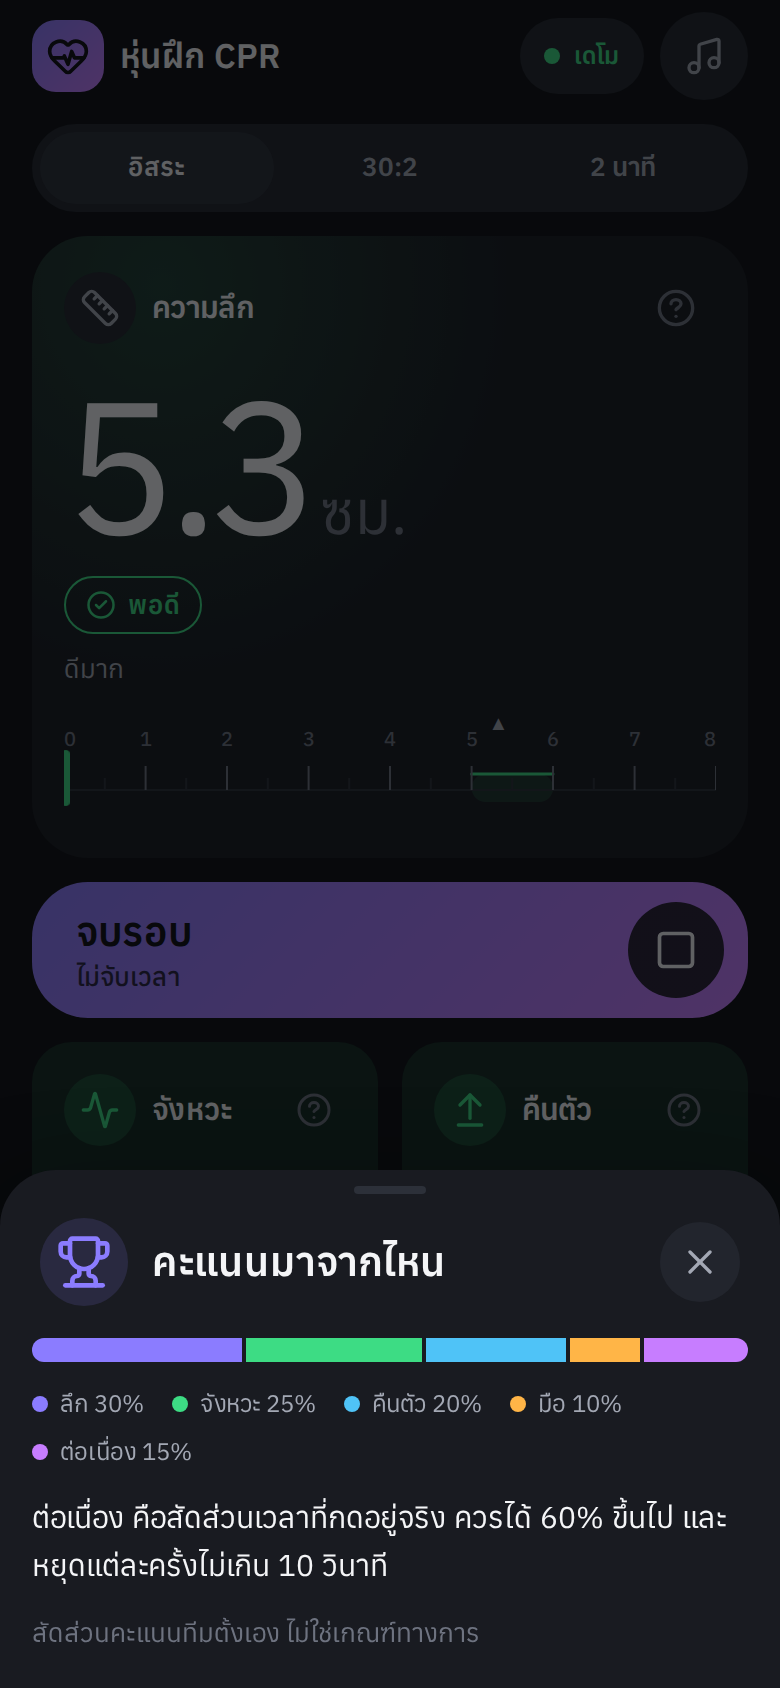 หุ่นฝึก CPR
เดโม
อิสระ
30:2
2 นาที
ความลึก
5.3 ซม.
พอดี
ดีมาก
0 1 2 3 4 5 6 7 8
จบรอบ
ไม่จับเวลา
จังหวะ
คืนตัว
คะแนนมาจากไหน
ลึก 30% จังหวะ 25% คืนตัว 20% มือ 10%
ต่อเนื่อง 15%
ต่อเนื่อง คือสัดส่วนเวลาที่กดอยู่จริง ควรได้ 60% ขึ้นไป และ
หยุดแต่ละครั้งไม่เกิน 10 วินาที
สัดส่วนคะแนนทีมตั้งเอง ไม่ใช่เกณฑ์ทางการ